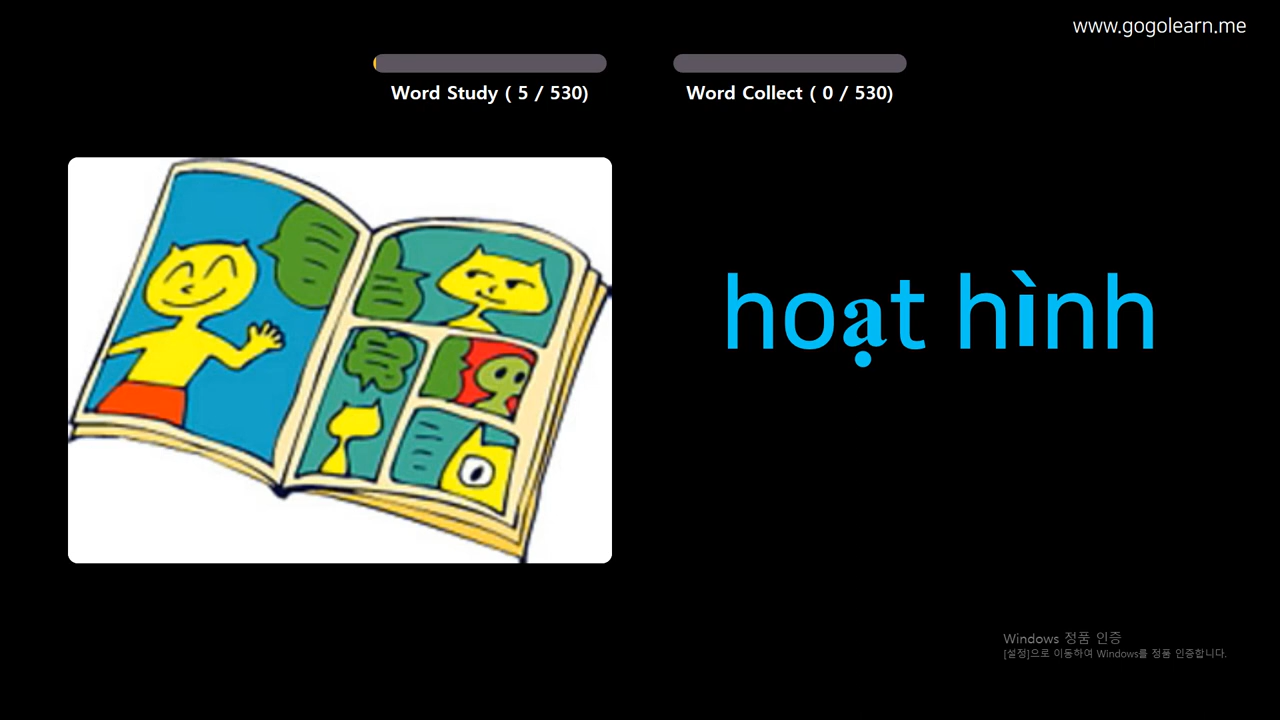 www.gogolearn.me
Word Study ( 5 / 530)
Word Collect ( 0 / 530)
hoạt hình
Windows 정품 인증
[설정]으로 이동하여 Windows를 정품 인증합니다.